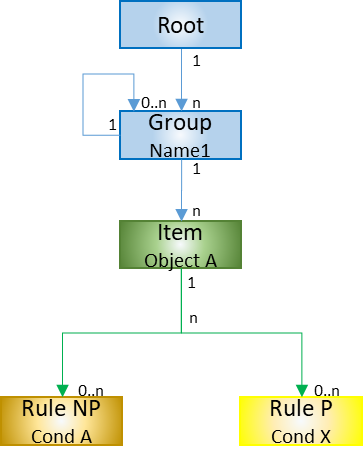 Root
1
0..n
n
1
Group
Name1
1
n
Item
Object A
1
n
0..n
0..n
Rule NP
Cond A
Rule P
Cond X